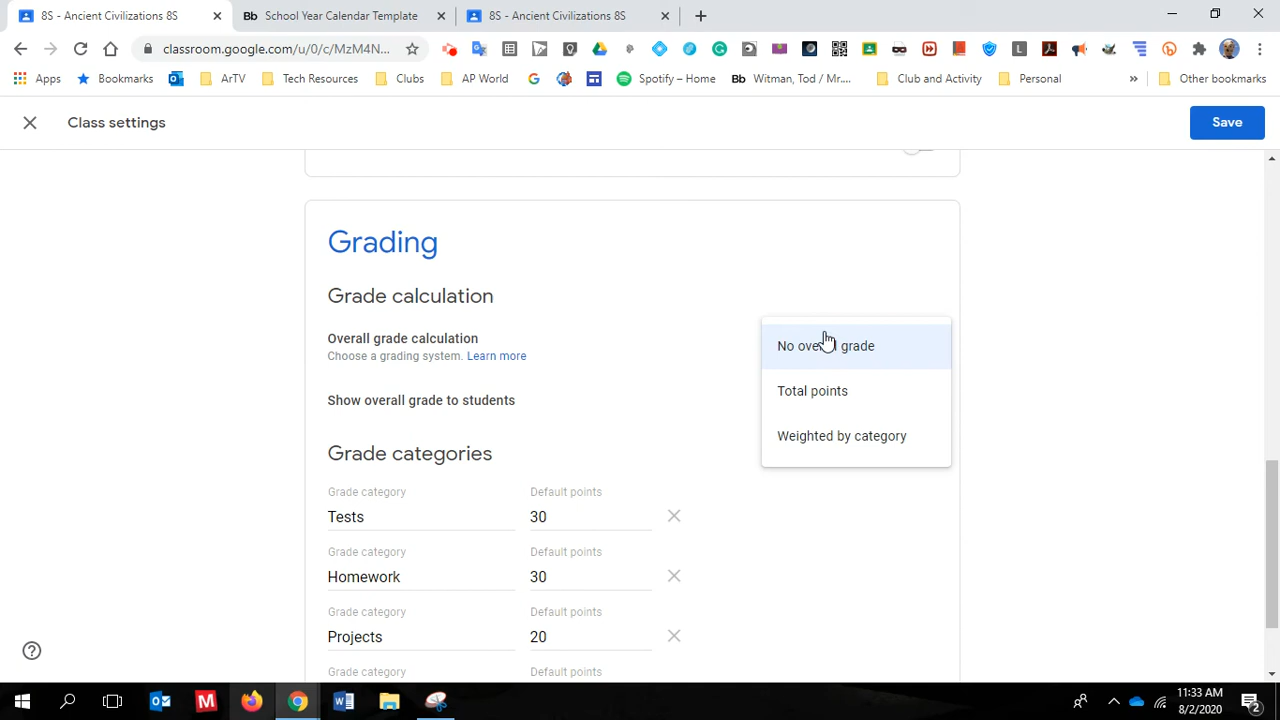 8S - Ancient Civilizations 8S
School Year Calendar Template
8S - Ancient Civilizations 8S
classroom.google.com/u/0/c/MzM4N...
Apps
Bookmarks
ArTV
Tech Resources
Clubs
AP World
Spotify – Home
Witman, Tod / Mr....
Club and Activity
Personal
»
Other bookmarks
Class settings
Save
Grading
Grade calculation
Overall grade calculation
Choose a grading system. Learn more
No overall grade
Total points
Weighted by category
Show overall grade to students
Grade categories
Grade category Default points
Tests 30
Grade category Default points
Homework 30
Grade category Default points
Projects 20
Grade category Default points
11:33 AM
8/2/2020
2